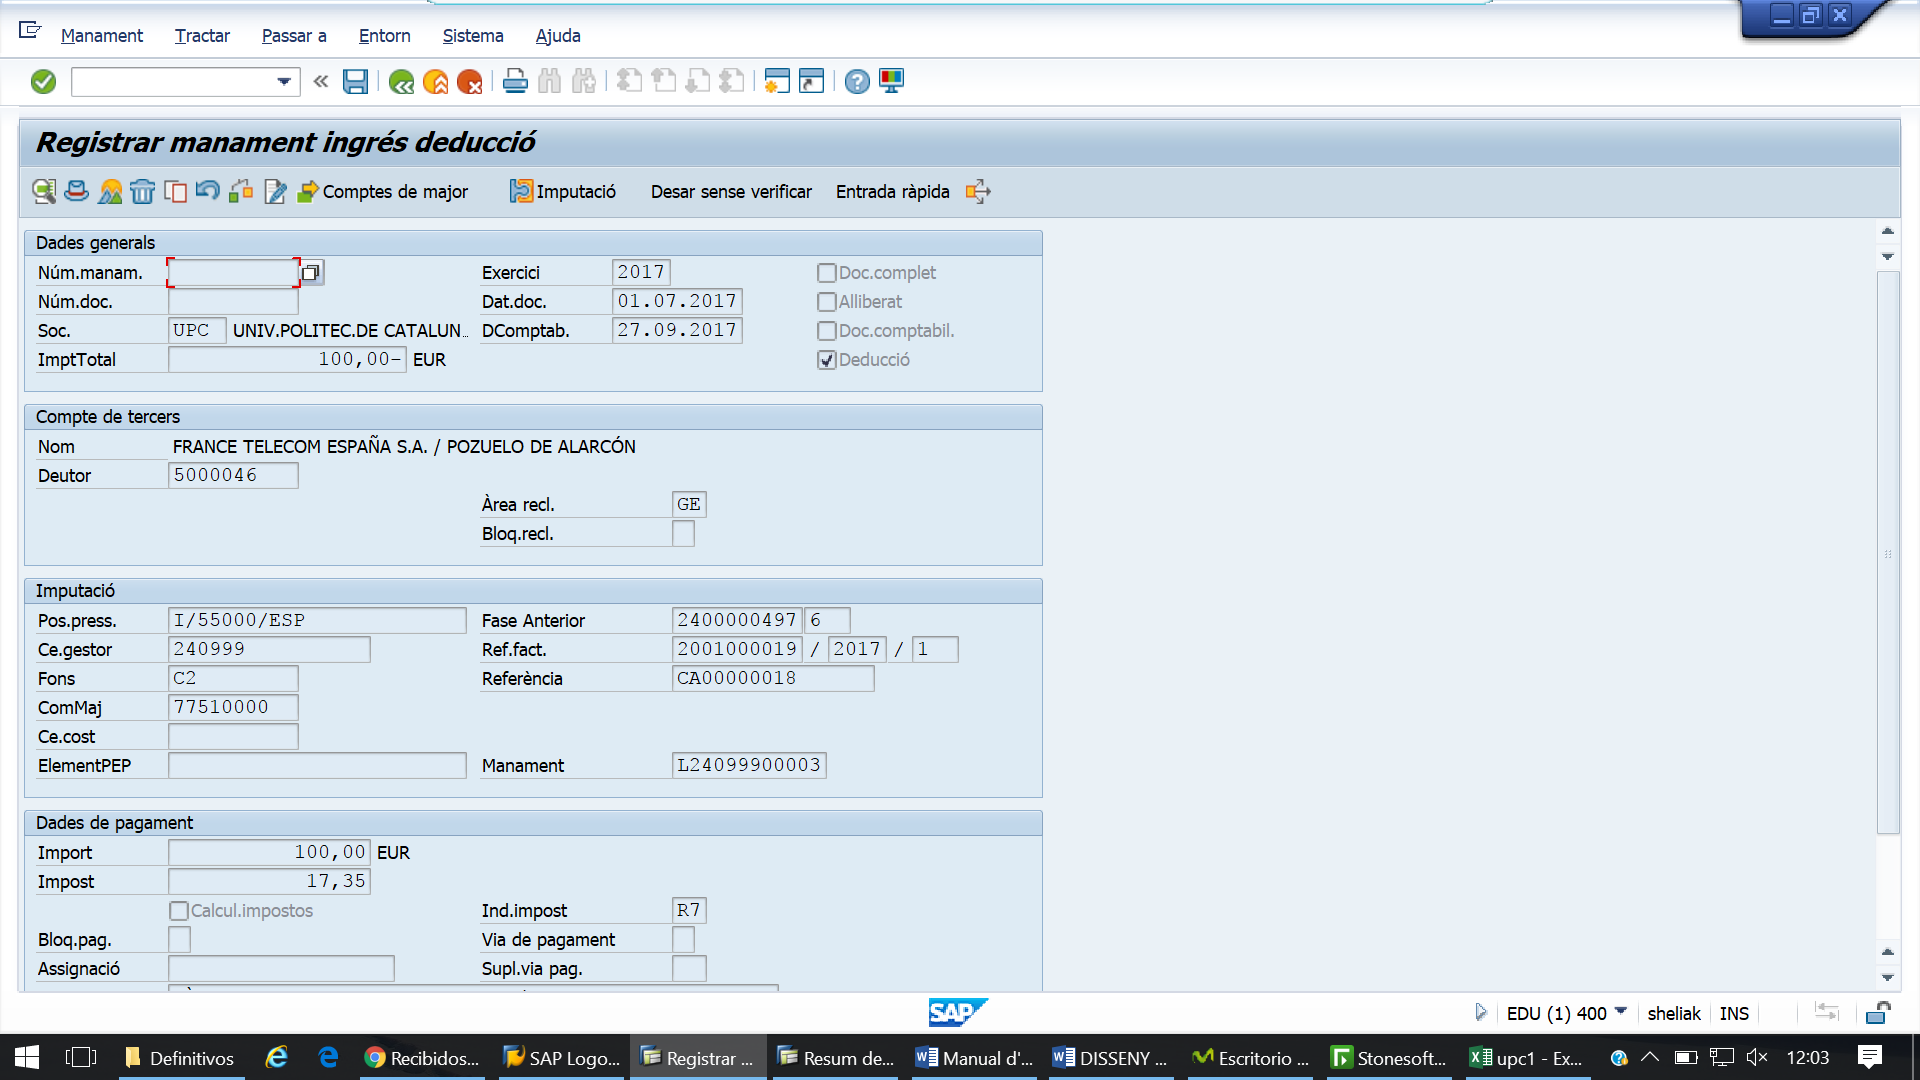 Manament Tractar Passar a Entorn Sistema Ajuda
Registrar manament ingrés deducció
Comptes de major Imputació Desar sense verificar Entrada ràpida
Dades generals
Núm.manam. Exercici 2017 Doc.complet
Núm.doc. Dat.doc. 01.07.2017 Alliberat
Soc. UPC UNIV.POLITEC.DE CATALUN… DComptab. 27.09.2017 Doc.comptabil.
ImptTotal 100,00- EUR Deducció
Compte de tercers
Nom FRANCE TELECOM ESPAÑA S.A. / POZUELO DE ALARCÓN
Deutor 5000046
Àrea recl. GE
Bloq.recl.
Imputació
Pos.press. I/55000/ESP Fase Anterior 2400000497 6
Ce.gestor 240999 Ref.fact. 2001000019 / 2017 / 1
Fons C2 Referència CA00000018
ComMaj 77510000
Ce.cost
ElementPEP Manament L24099900003
Dades de pagament
Import 100,00 EUR
Impost 17,35
Calcul.impostos Ind.impost R7
Bloq.pag. Via de pagament
Assignació Supl.via pag.
SAP EDU (1) 400 sheliak INS
Definitivos Recibidos... SAP Logo... Registrar ... Resum de... Manual d'... DISSENY ... Escritorio ... Stonesoft... upc1 - Ex... 12:03